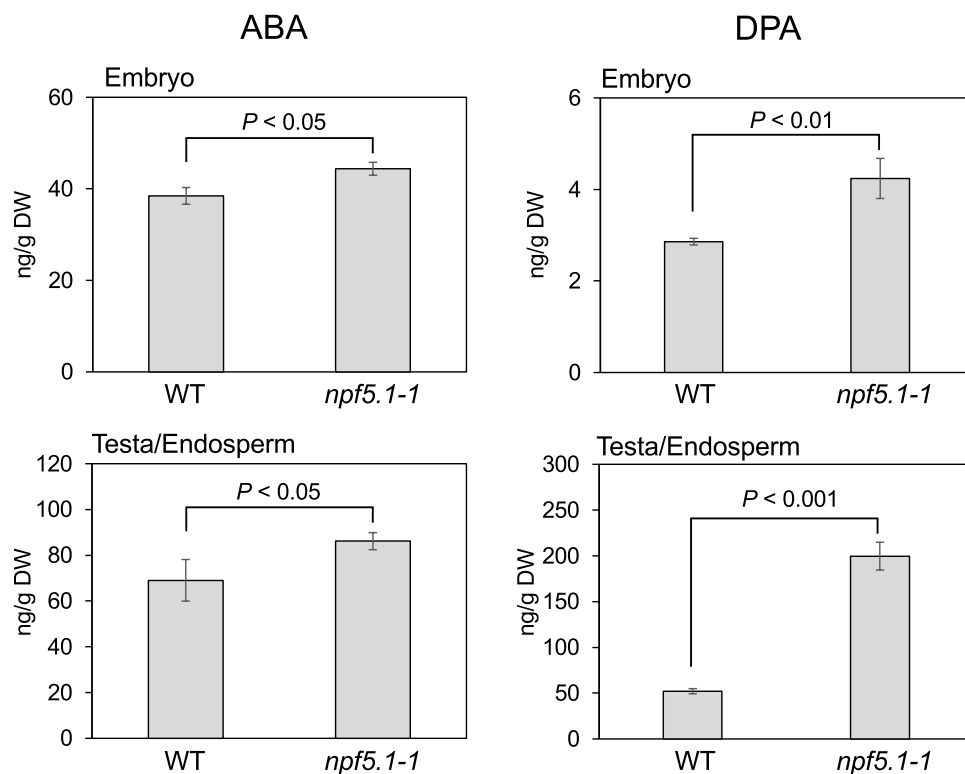 ABA
DPA
Embryo
60
40
20
0
ng/g DW
P < 0.05
WT
npf5.1-1
Embryo
6
4
2
0
ng/g DW
P < 0.01
WT
npf5.1-1
Testa/Endosperm
120
100
80
60
40
20
0
ng/g DW
P < 0.05
WT
npf5.1-1
Testa/Endosperm
300
250
200
150
100
50
0
ng/g DW
P < 0.001
WT
npf5.1-1